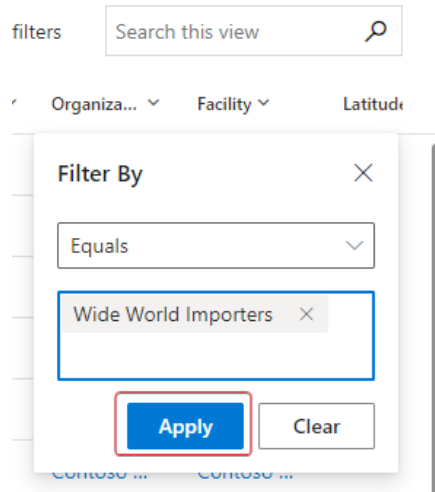 filters
Search this view
Organiza...
Facility
Latitude
Filter By
Equals
Wide World Importers
Apply
Clear
Contoso ... Contoso ...